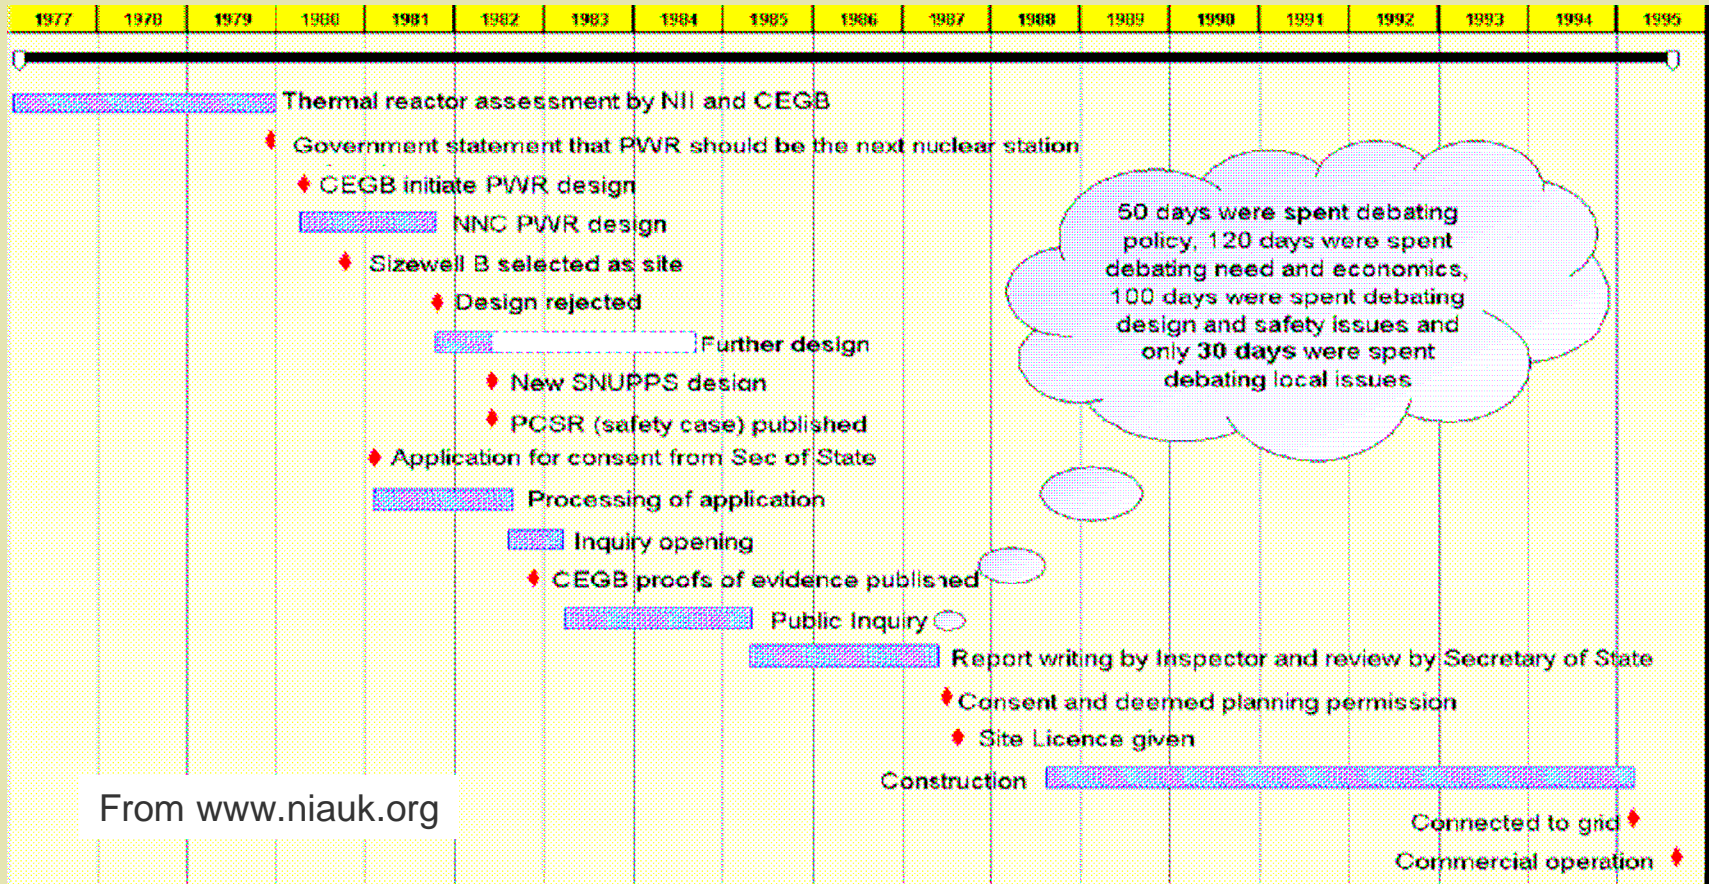 1977 1978 1979 1980 1981 1982 1983 1984 1985 1986 1987 1988 1989 1990 1991 1992 1993 1994 1995
Thermal reactor assessment by NII and CEGB
Government statement that PWR should be the next nuclear station
CEGB initiate PWR design
NNC PWR design
Sizewell B selected as site
Design rejected
Further design
New SNUPPS design
PCSR (safety case) published
Application for consent from Sec of State
Processing of application
Inquiry opening
CEGB proofs of evidence published
Public Inquiry
Report writing by Inspector and review by Secretary of State
Consent and deemed planning permission
Site Licence given
Construction
Connected to grid
Commercial operation
50 days were spent debating
policy, 120 days were spent
debating need and economics,
100 days were spent debating
design and safety issues and
only 30 days were spent
debating local issues
From www.niauk.org